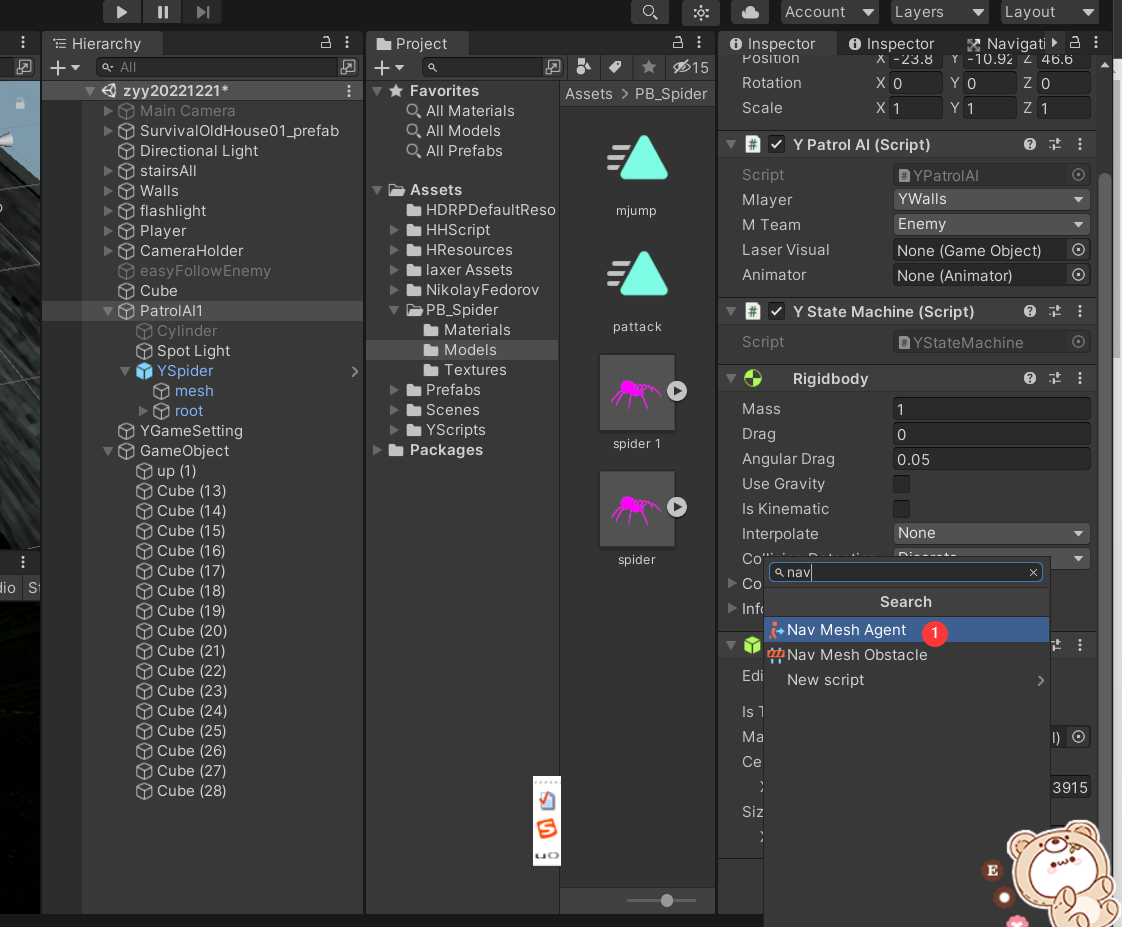 Account
Layers
Layout
Hierarchy
All
zyy20221221*
Main Camera
SurvivalOldHouse01_prefab
Directional Light
stairsAll
Walls
flashlight
Player
CameraHolder
easyFollowEnemy
Cube
PatrolAI1
Cylinder
Spot Light
YSpider
mesh
root
YGameSetting
GameObject
up (1)
Cube (13)
Cube (14)
Cube (15)
Cube (16)
Cube (17)
Cube (18)
Cube (19)
Cube (20)
Cube (21)
Cube (22)
Cube (23)
Cube (24)
Cube (25)
Cube (26)
Cube (27)
Cube (28)
Project
15
Favorites
All Materials
All Models
All Prefabs
Assets
HDRPDefaultReso
HHScript
HResources
laxer Assets
NikolayFedorov
PB_Spider
Materials
Models
Textures
Prefabs
Scenes
YScripts
Packages
Assets > PB_Spider
mjump
pattack
spider 1
spider
Inspector
Inspector
Navigati
Position X -23.8 Y -10.92 Z 46.6
Rotation X 0 Y 0 Z 0
Scale X 1 Y 1 Z 1
# Y Patrol AI (Script)
Script # YPatrolAI
Mlayer YWalls
M Team Enemy
Laser Visual None (Game Object)
Animator None (Animator)
# Y State Machine (Script)
Script # YStateMachine
Rigidbody
Mass 1
Drag 0
Angular Drag 0.05
Use Gravity
Is Kinematic
Interpolate None
Collision Detection Discrete
Co
Info
nav
Search
Nav Mesh Agent 1
Nav Mesh Obstacle
New script
Edi
Is T
Ma l)
Ce
3915
Siz
E
S